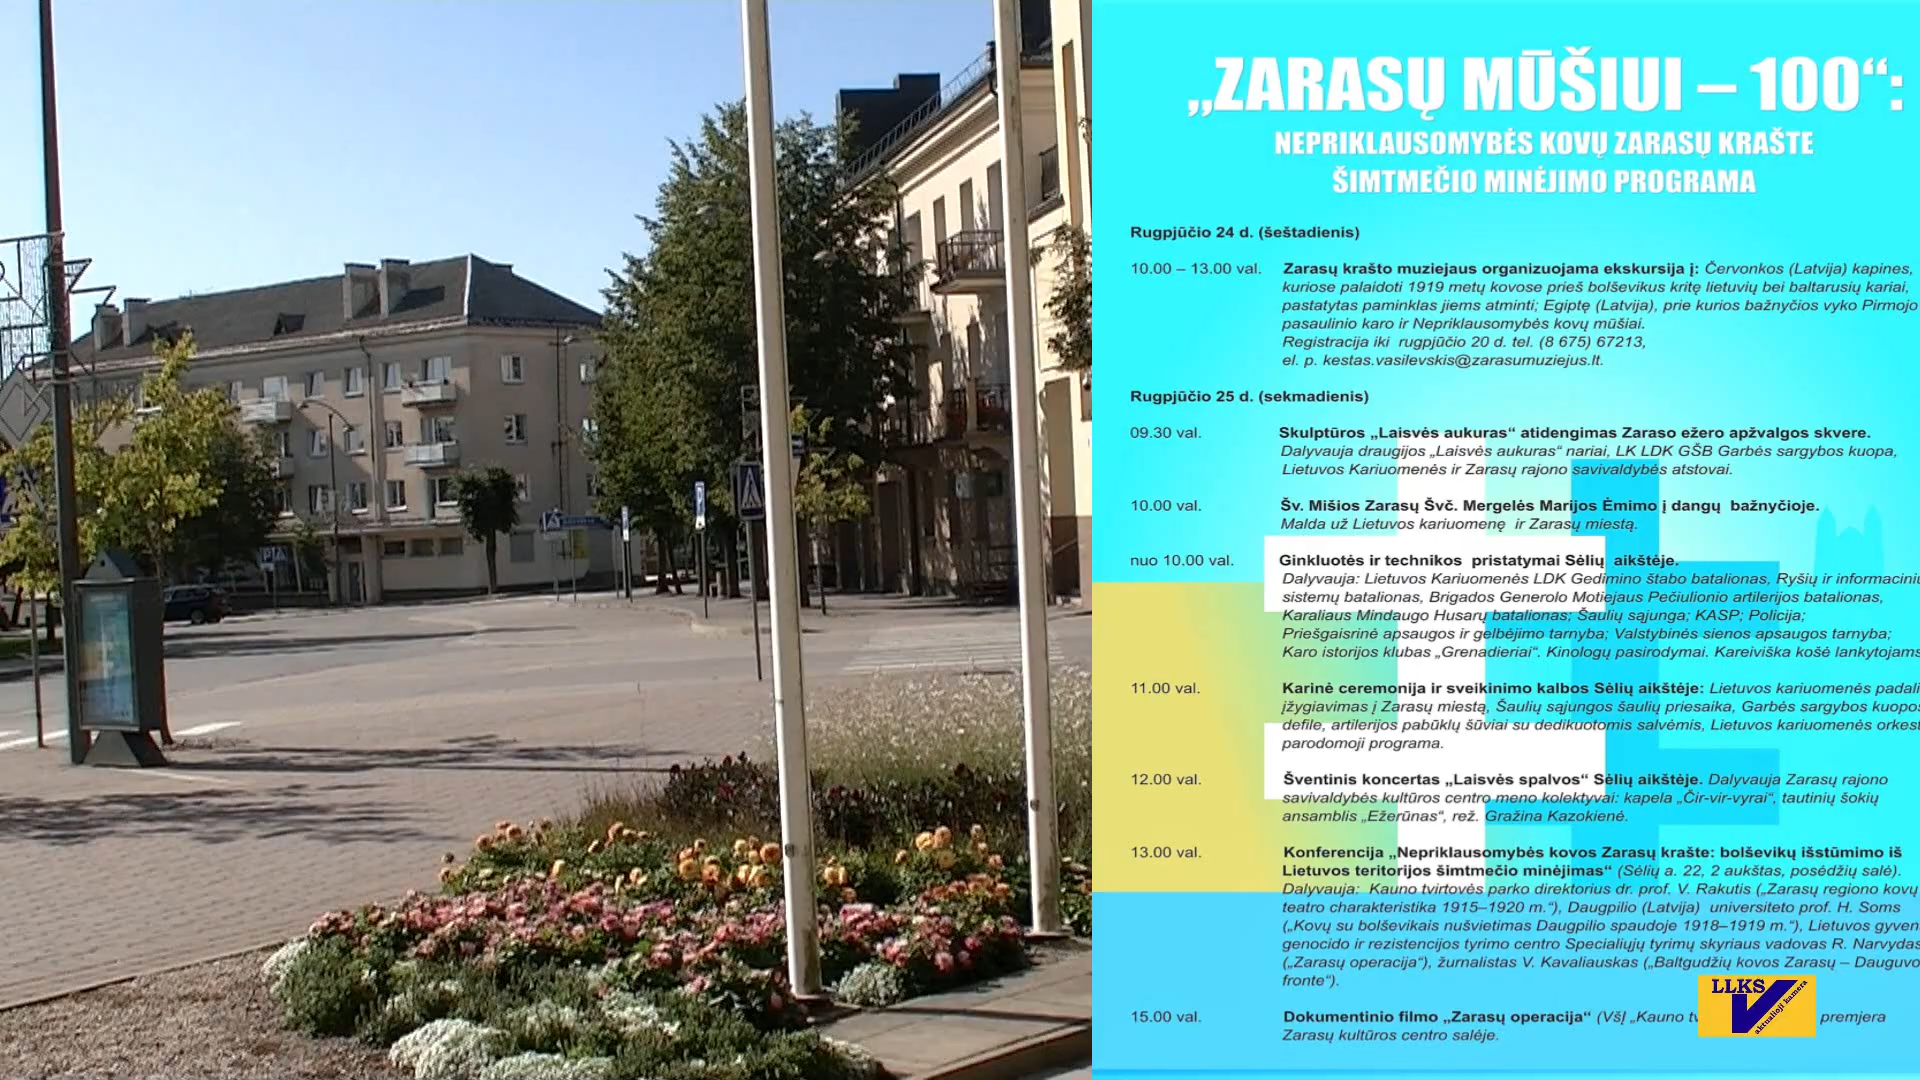 „ZARASŲ MŪŠIUI – 100“:
NEPRIKLAUSOMYBĖS KOVŲ ZARASŲ KRAŠTE
ŠIMTMEČIO MINĖJIMO PROGRAMA
Rugpjūčio 24 d. (šeštadienis)
10.00 – 13.00 val. Zarasų krašto muziejaus organizuojama ekskursija į: Červonkos (Latvija) kapines,
kuriose palaidoti 1919 metų kovose prieš bolševikus kritę lietuvių bei baltarusių kariai,
pastatytas paminklas jiems atminti; Egiptę (Latvija), prie kurios bažnyčios vyko Pirmojo
pasaulinio karo ir Nepriklausomybės kovų mūšiai.
Registracija iki rugpjūčio 20 d. tel. (8 675) 67213,
el. p. kestas.vasilevskis@zarasumuziejus.lt.
Rugpjūčio 25 d. (sekmadienis)
09.30 val. Skulptūros „Laisvės aukuras“ atidengimas Zaraso ežero apžvalgos skvere.
Dalyvauja draugijos „Laisvės aukuras“ nariai, LK LDK GŠB Garbės sargybos kuopa,
Lietuvos Kariuomenės ir Zarasų rajono savivaldybės atstovai.
10.00 val. Šv. Mišios Zarasų Švč. Mergelės Marijos Ėmimo į dangų bažnyčioje.
Malda už Lietuvos kariuomenę ir Zarasų miestą.
nuo 10.00 val. Ginkluotės ir technikos pristatymai Sėlių aikštėje.
Dalyvauja: Lietuvos Kariuomenės LDK Gedimino štabo batalionas, Ryšių ir informacinių
sistemų batalionas, Brigados Generolo Motiejaus Pečiulionio artilerijos batalionas,
Karaliaus Mindaugo Husarų batalionas; Šaulių sąjunga; KASP; Policija;
Priešgaisrinė apsaugos ir gelbėjimo tarnyba; Valstybinės sienos apsaugos tarnyba;
Karo istorijos klubas „Grenadieriai“. Kinologų pasirodymai. Kareiviška košė lankytojams
11.00 val. Karinė ceremonija ir sveikinimo kalbos Sėlių aikštėje: Lietuvos kariuomenės padali
įžygiavimas į Zarasų miestą, Šaulių sąjungos šaulių priesaika, Garbės sargybos kuopos
defile, artilerijos pabūklų šūviai su dedikuotomis salvėmis, Lietuvos kariuomenės orkest
parodomoji programa.
12.00 val. Šventinis koncertas „Laisvės spalvos“ Sėlių aikštėje. Dalyvauja Zarasų rajono
savivaldybės kultūros centro meno kolektyvai: kapela „Čir-vir-vyrai“, tautinių šokių
ansamblis „Ežerūnas“, rež. Gražina Kazokienė.
13.00 val. Konferencija „Nepriklausomybės kovos Zarasų krašte: bolševikų išstūmimo iš
Lietuvos teritorijos šimtmečio minėjimas“ (Sėlių a. 22, 2 aukštas, posėdžių salė).
Dalyvauja: Kauno tvirtovės parko direktorius dr. prof. V. Rakutis („Zarasų regiono kovų
teatro charakteristika 1915–1920 m.“), Daugpilio (Latvija) universiteto prof. H. Soms
(„Kovų su bolševikais nušvietimas Daugpilio spaudoje 1918–1919 m.“), Lietuvos gyven
genocido ir rezistencijos tyrimo centro Specialiųjų tyrimų skyriaus vadovas R. Narvydas
(„Zarasų operacija“), žurnalistas V. Kavaliauskas („Baltgudžių kovos Zarasų – Dauguvo
fronte“).
15.00 val. Dokumentinio filmo „Zarasų operacija“ (VšĮ „Kauno tv premjera
Zarasų kultūros centro salėje.
LLKS
aktualioji kamera